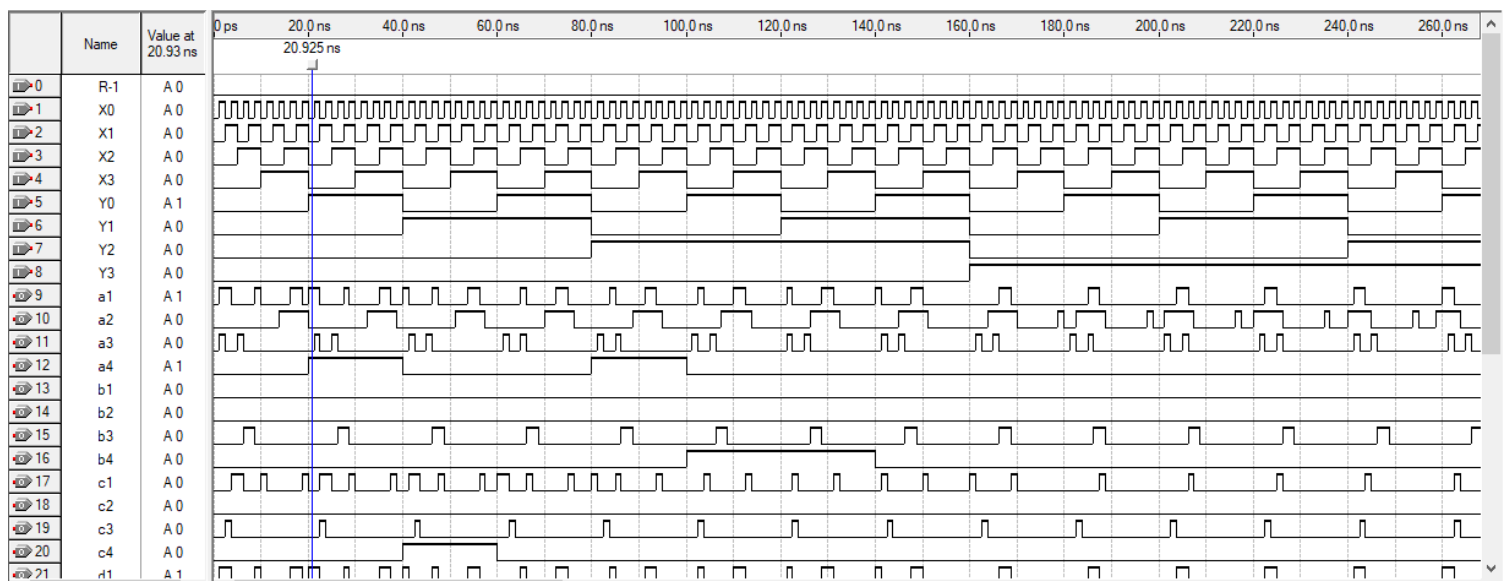 Name
Value at
20.93 ns
0 ps
20.0 ns
40.0 ns
60.0 ns
80.0 ns
100.0 ns
120.0 ns
140.0 ns
160.0 ns
180.0 ns
200.0 ns
220.0 ns
240.0 ns
260.0 ns
20.925 ns
0 R-1 A 0
1 X0 A 0
2 X1 A 0
3 X2 A 0
4 X3 A 0
5 Y0 A 1
6 Y1 A 0
7 Y2 A 0
8 Y3 A 0
9 a1 A 1
10 a2 A 0
11 a3 A 0
12 a4 A 1
13 b1 A 0
14 b2 A 0
15 b3 A 0
16 b4 A 0
17 c1 A 0
18 c2 A 0
19 c3 A 0
20 c4 A 0
21 d1 A 1